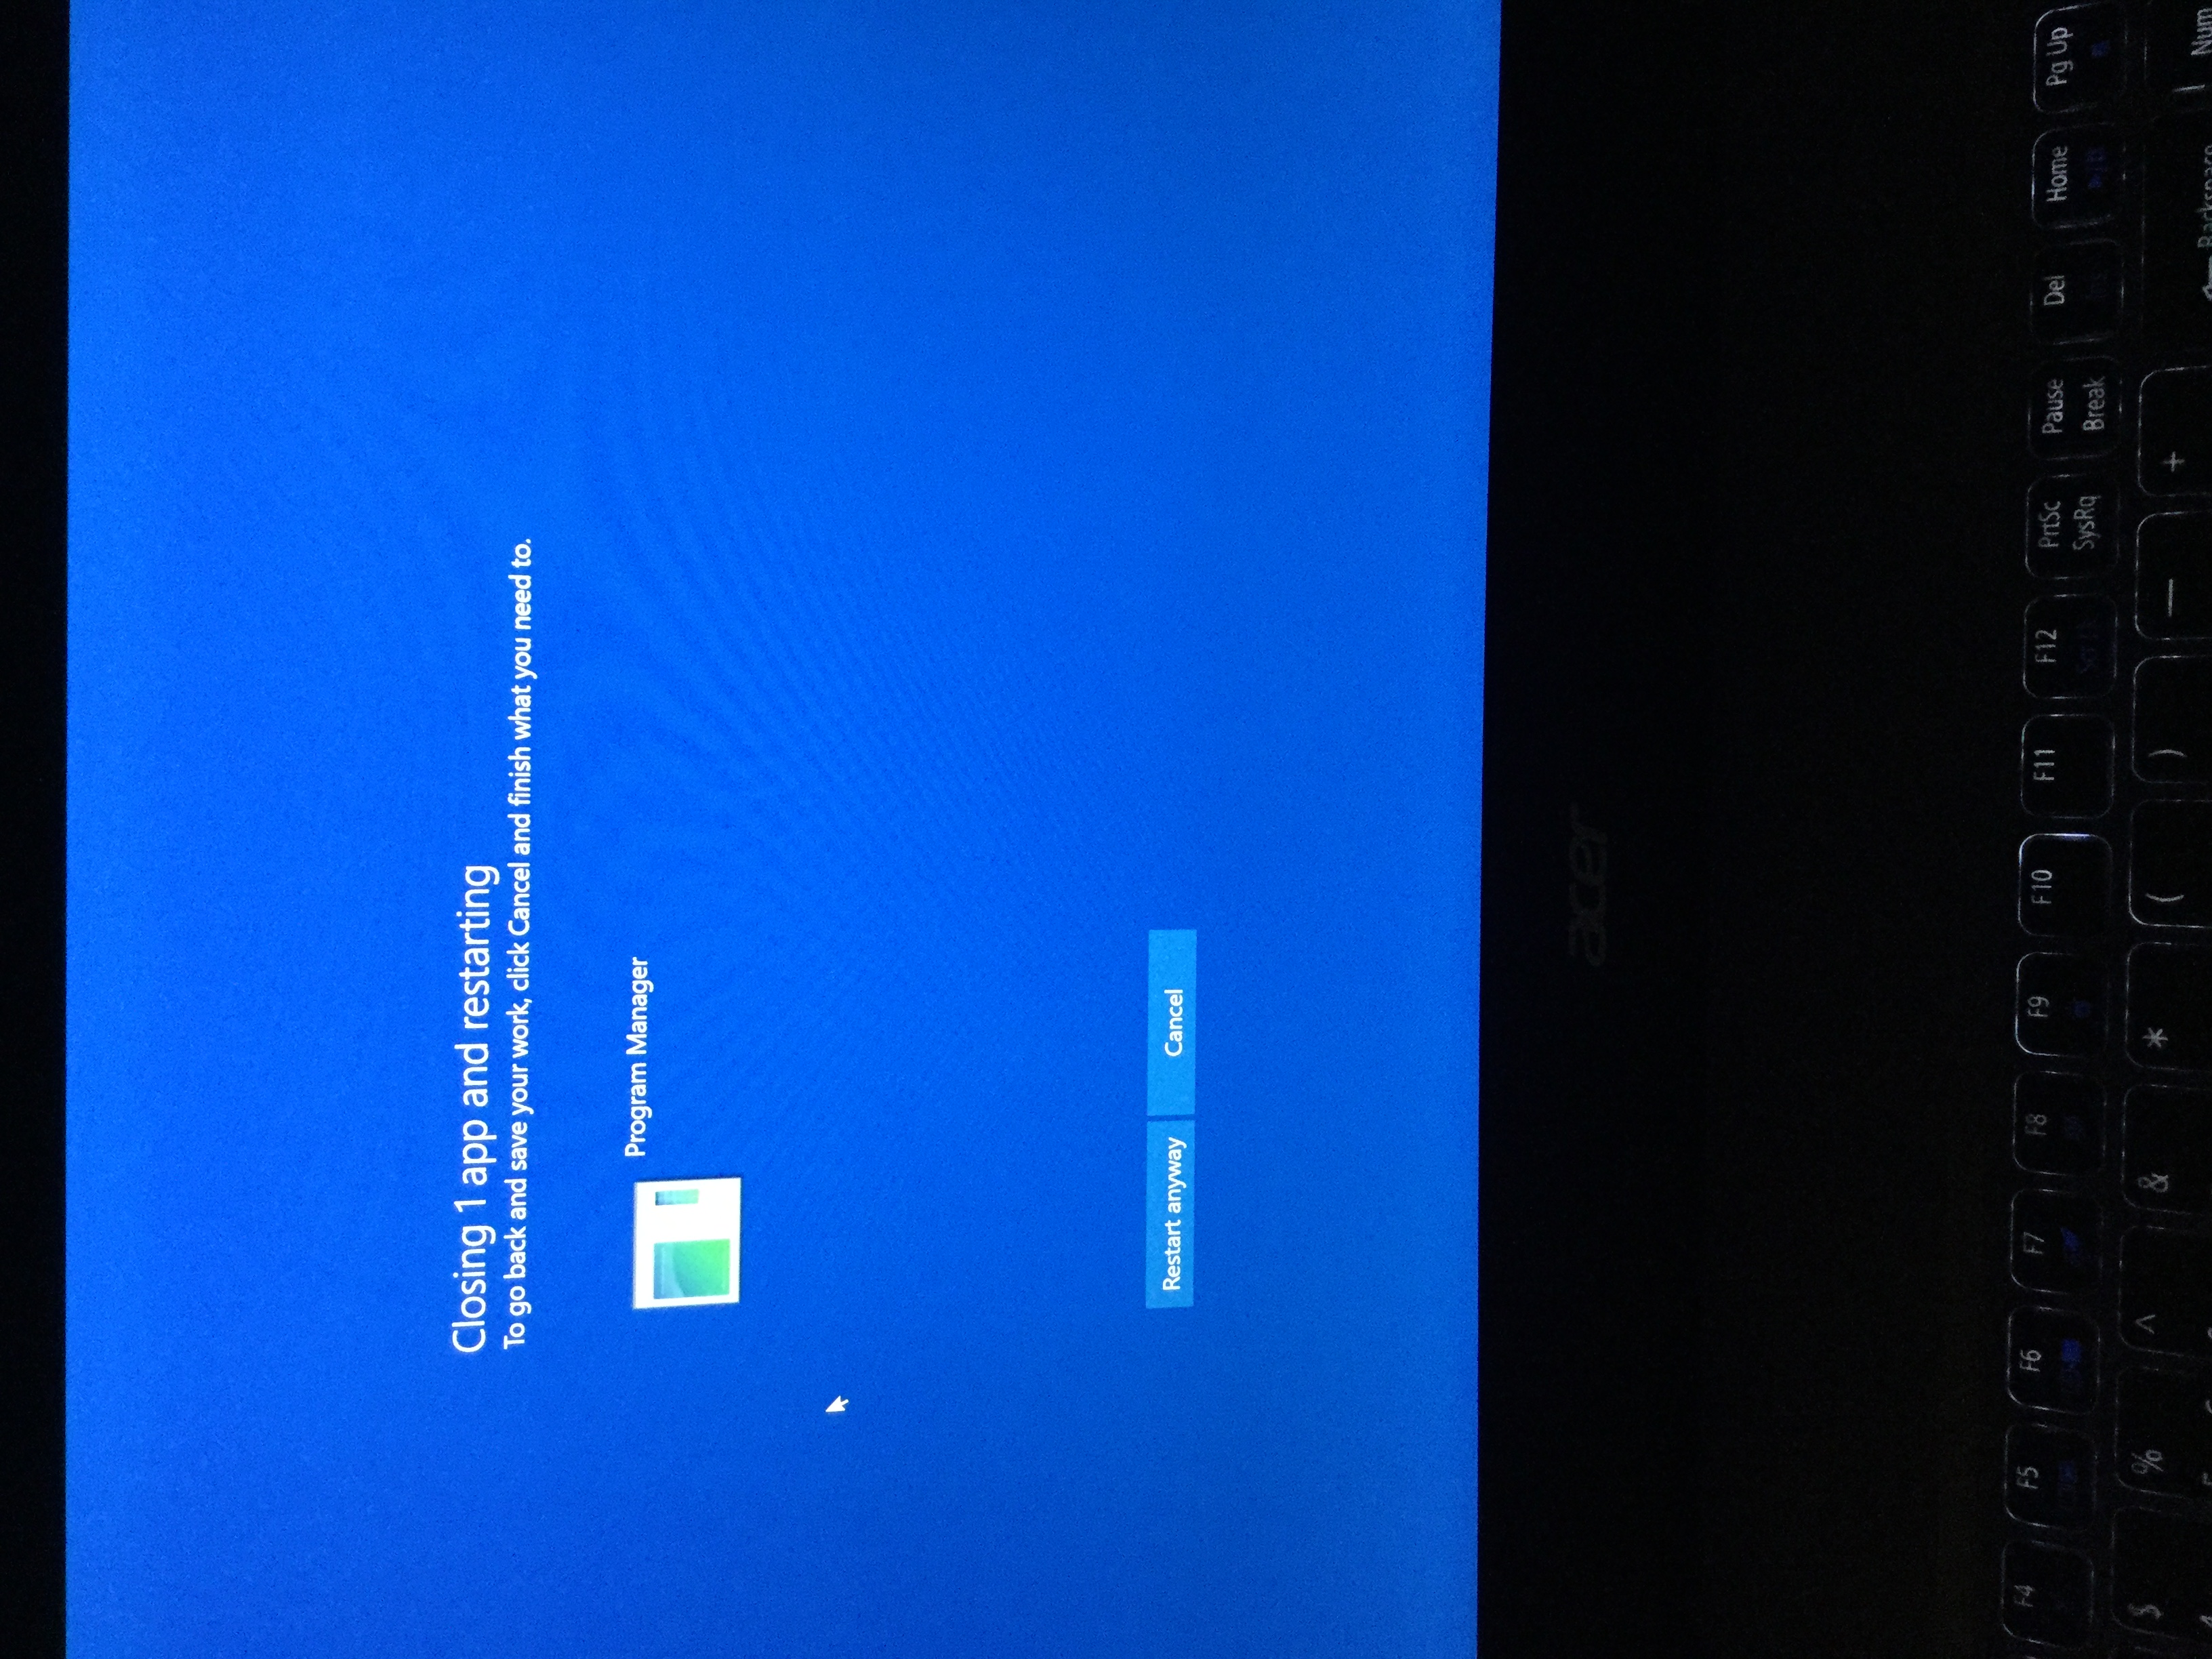 Closing 1 app and restarting
To go back and save your work, click Cancel and finish what you need to.
Program Manager
Restart anyway
Cancel
acer
F4
F5
F6
F7
F8
F9
F10
F11
F12
PrtSc
SysRq
Pause
Break
Del
Home
Pg Up
$
%
^
&
*
(
)
—
+
Backspace
Num